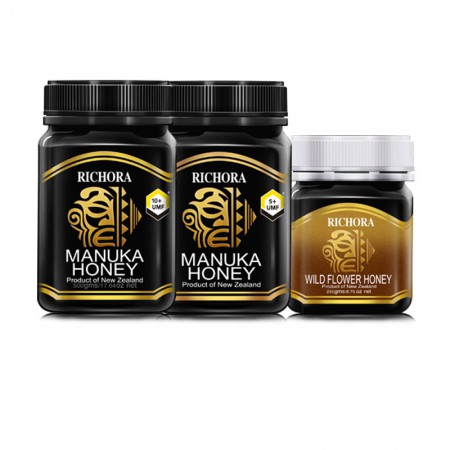 RICHORA
10+
UMF
MANUKA
HONEY
Product of New Zealand
500gms/17.64oz net
RICHORA
5+
UMF
MANUKA
HONEY
Product of New Zealand
RICHORA
WILD FLOWER HONEY
Product of New Zealand